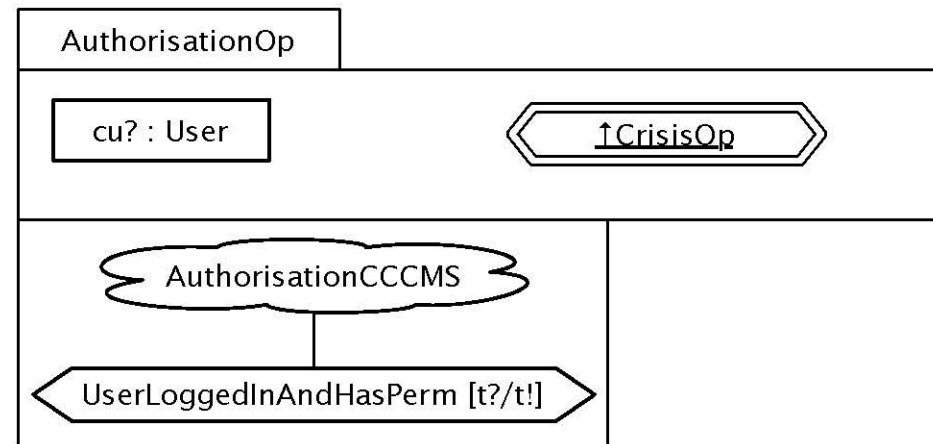 AuthorisationOp
cu? : User
↑CrisisOp
AuthorisationCCCMS
UserLoggedInAndHasPerm [t?/t!]